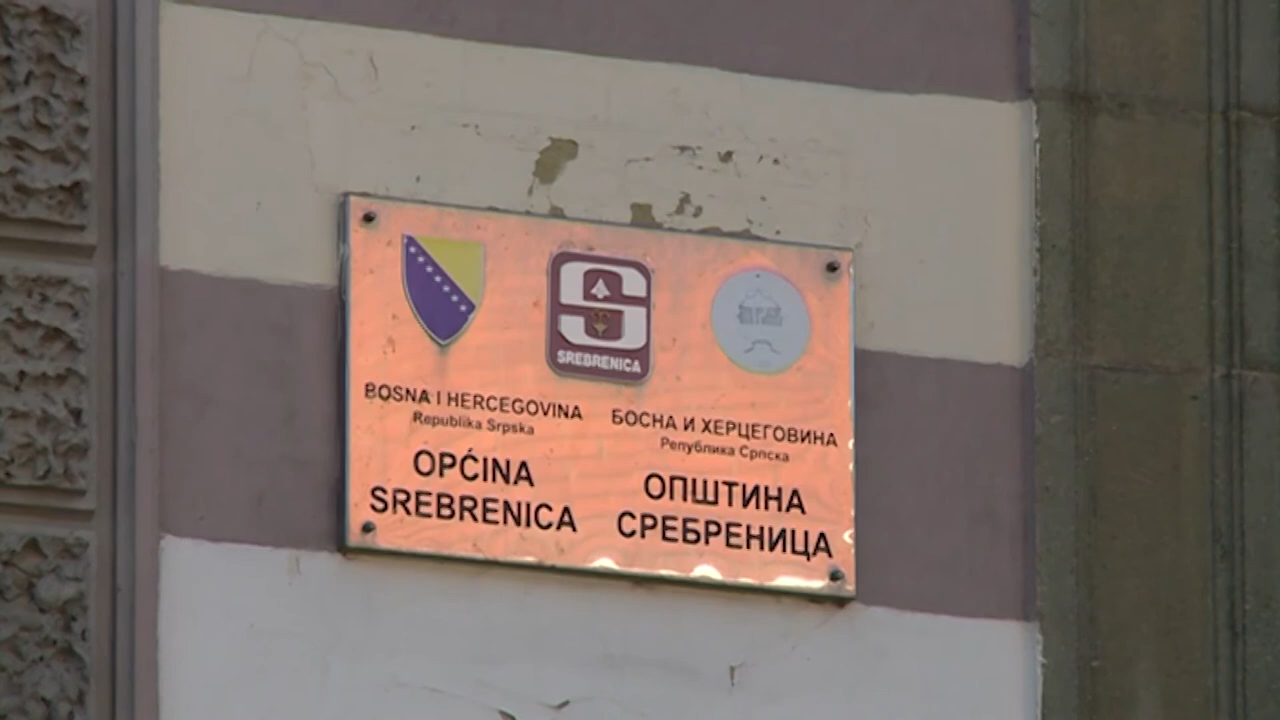 SREBRENICA
BOSNA I HERCEGOVINA
Republika Srpska
OPĆINA
SREBRENICA
БОСНА И ХЕРЦЕГОВИНА
Република Српска
ОПШТИНА
СРЕБРЕНИЦА